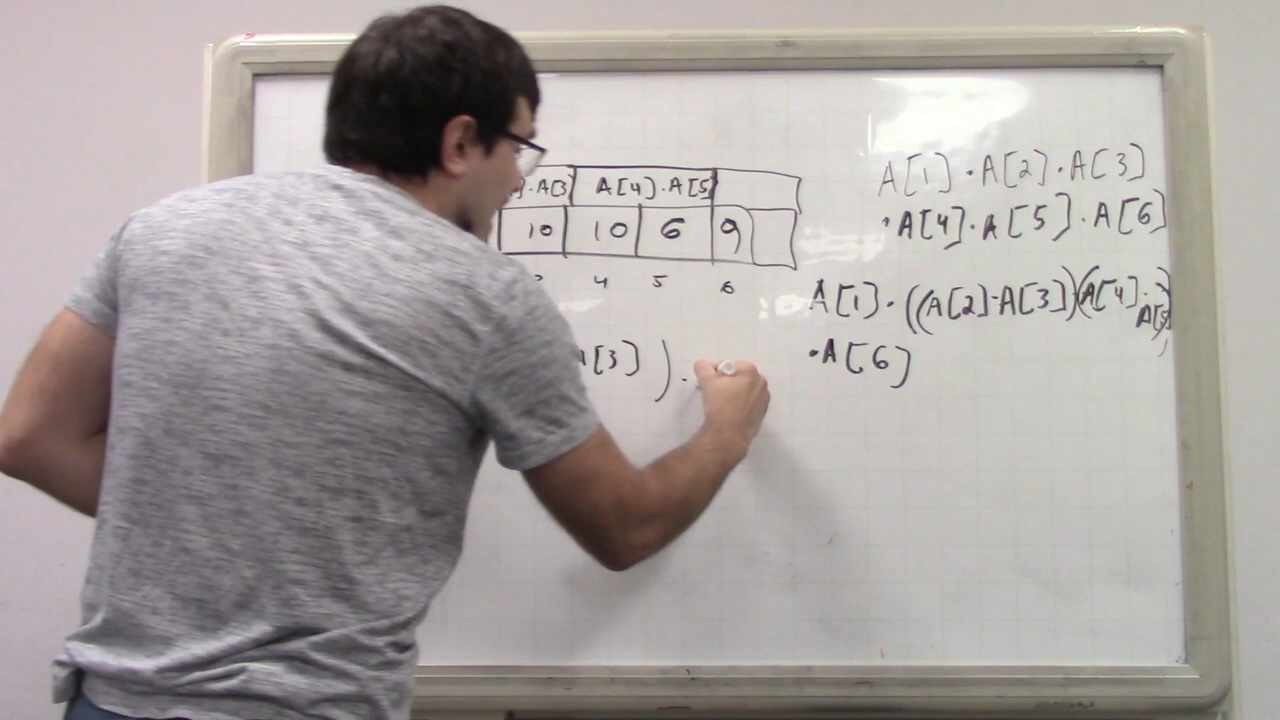 ] · A[3 A[4] · A[5]
10 10 6 9
4 5 6
A[3] ) .
A[1] · A[2] · A[3]
· A[4] · A[5] · A[6]
A[1] · ((A[2] · A[3]) (A[4] ·
A[5
))
· A[6]